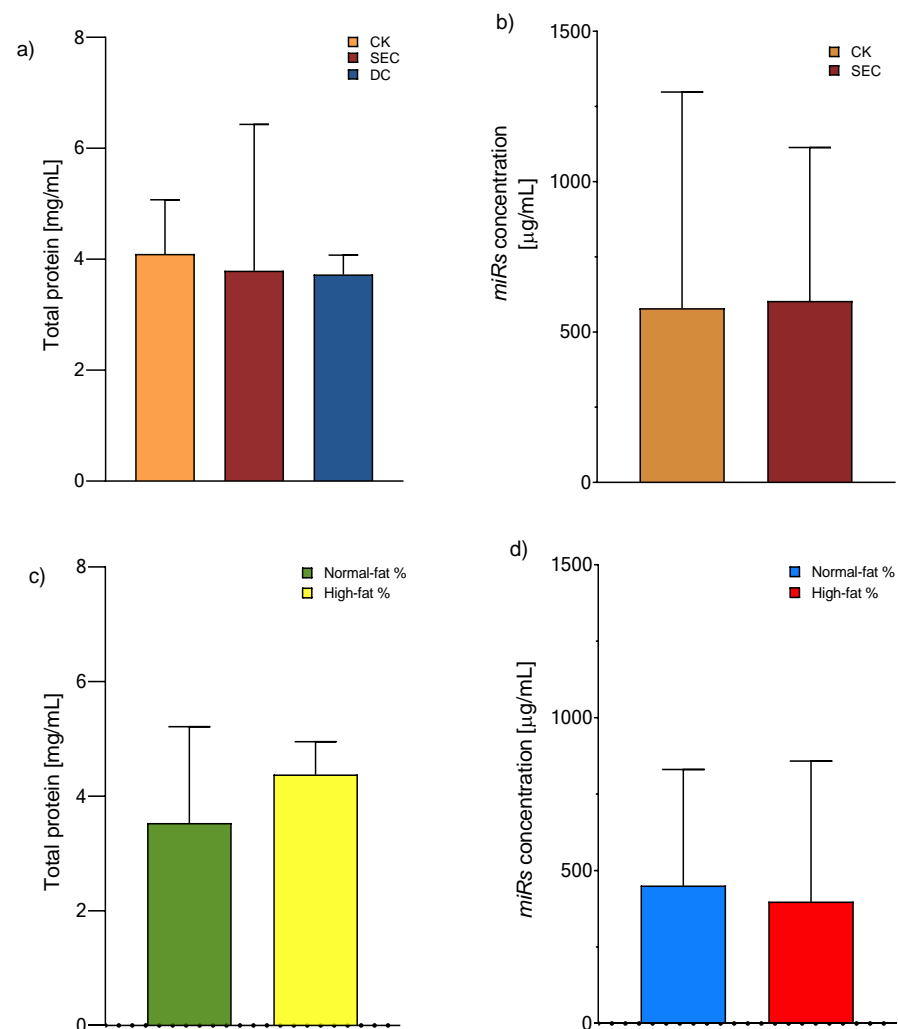 a)
CK
SEC
DC
Total protein [mg/mL]
8
6
4
2
0
b)
CK
SEC
miRs concentration
[μg/mL]
1500
1000
500
0
c)
Normal-fat %
High-fat %
Total protein [mg/mL]
8
6
4
2
0
d)
Normal-fat %
High-fat %
miRs concentration [μg/mL]
1500
1000
500
0